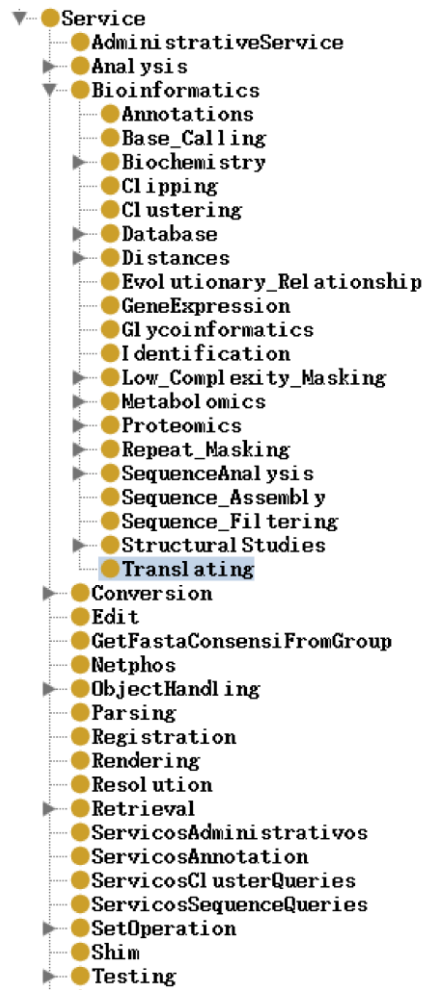 Service
AdministrativeService
Analysis
Bioinformatics
Annotations
Base_Calling
Biochemistry
Clipping
Clustering
Database
Distances
Evolutionary_Relationship
GeneExpression
Glycoinformatics
Identification
Low_Complexity_Masking
Metabolomics
Proteomics
Repeat_Masking
SequenceAnalysis
Sequence_Assembly
Sequence_Filtering
StructuralStudies
Translating
Conversion
Edit
GetFastaConsensiFromGroup
Netphos
ObjectHandling
Parsing
Registration
Rendering
Resolution
Retrieval
ServicosAdministrativos
ServicosAnnotation
ServicosClusterQueries
ServicosSequenceQueries
SetOperation
Shim
Testing